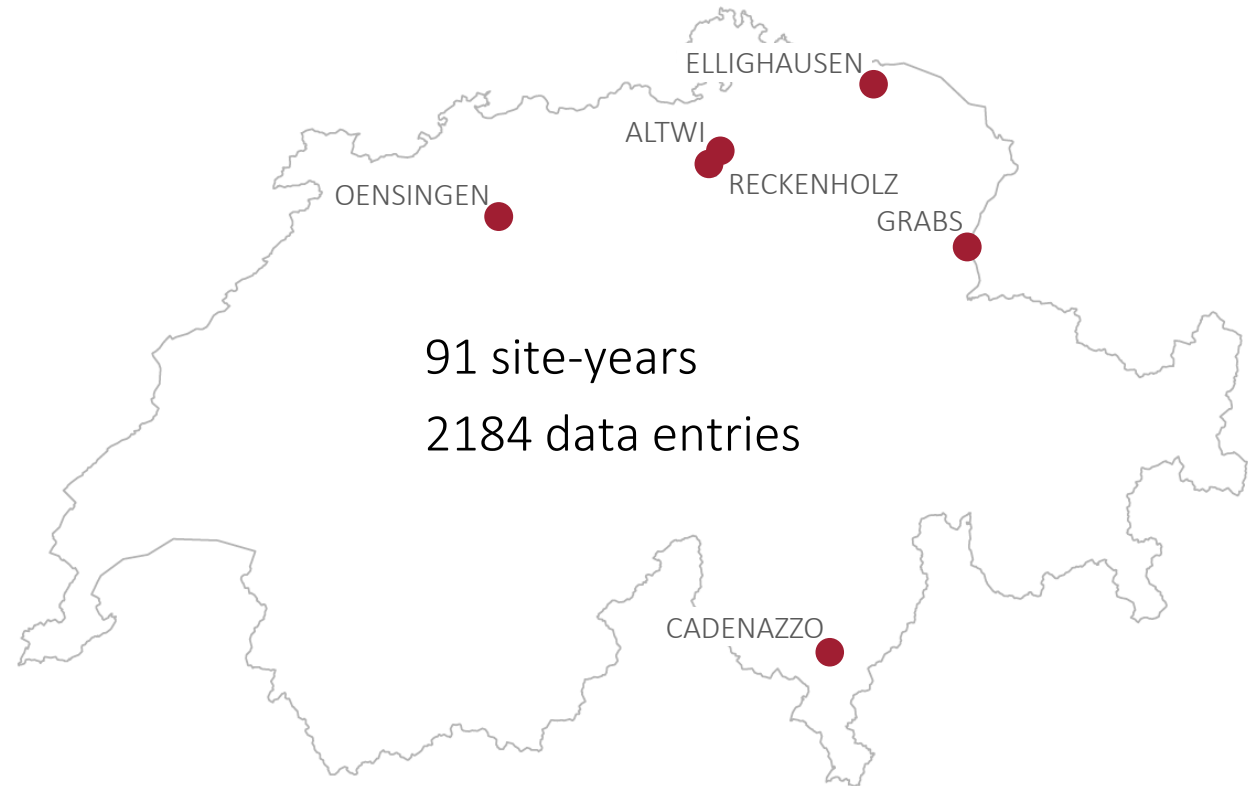 ELLIGHAUSEN
ALTWI
RECKENHOLZ
OENSINGEN
GRABS
91 site-years
2184 data entries
CADENAZZO